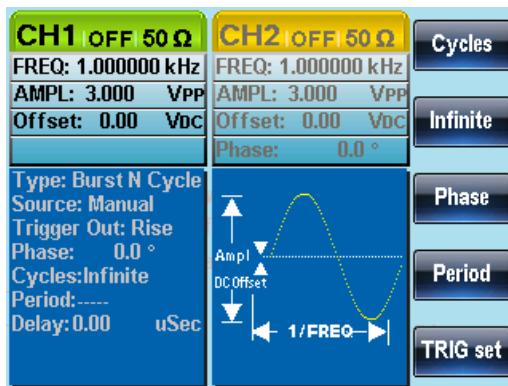 CH1 OFF 50 Ω
FREQ: 1.000000 kHz
AMPL: 3.000 VPP
Offset: 0.00 VDC
CH2 OFF 50 Ω
FREQ: 1.000000 kHz
AMPL: 3.000 VPP
Offset: 0.00 VDC
Phase: 0.0 °
Type: Burst N Cycle
Source: Manual
Trigger Out: Rise
Phase: 0.0 °
Cycles:Infinite
Period:-----
Delay:0.00 uSec
Ampl
DC Offset
1/FREQ
Cycles
Infinite
Phase
Period
TRIG set